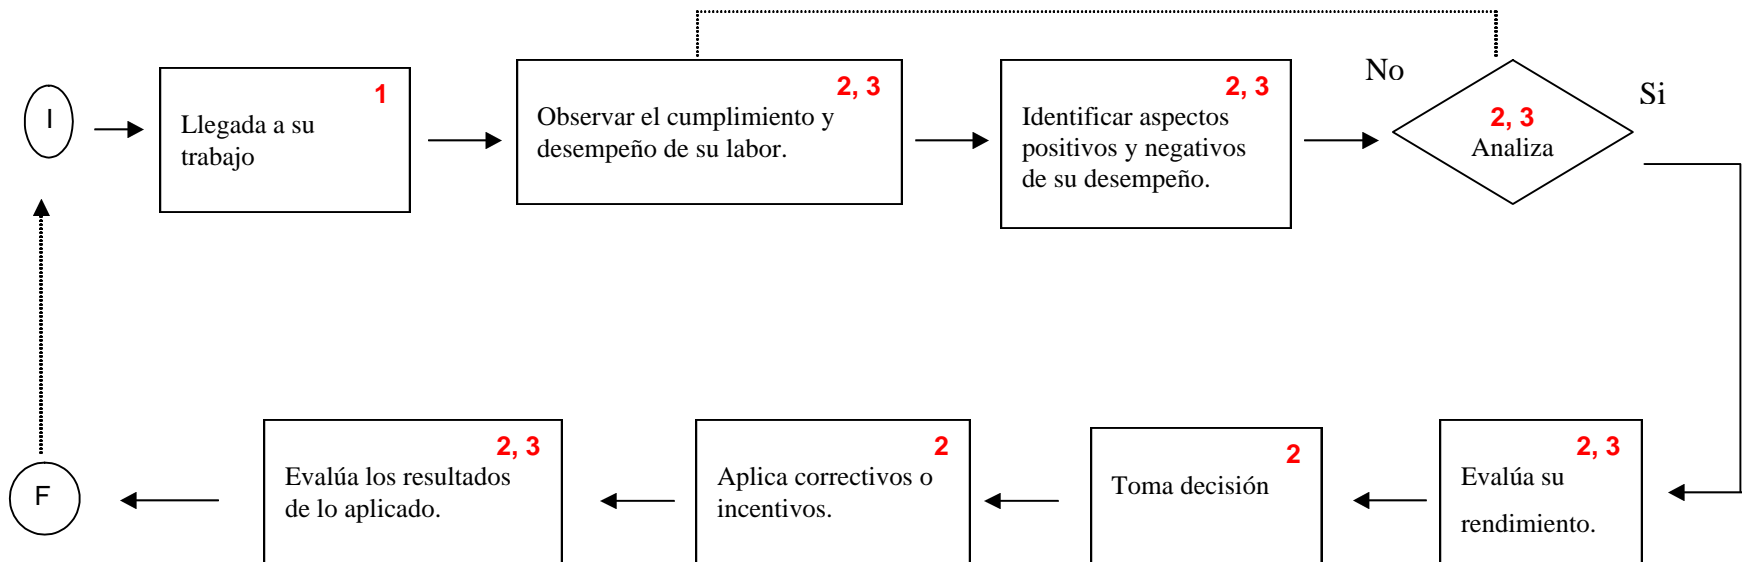 I
1
Llegada a su
trabajo
2, 3
Observar el cumplimiento y
desempeño de su labor.
2, 3
Identificar aspectos
positivos y negativos
de su desempeño.
No
2, 3
Analiza
Si
2, 3
Evalúa su
rendimiento.
2
Toma decisión
2
Aplica correctivos o
incentivos.
2, 3
Evalúa los resultados
de lo aplicado.
F